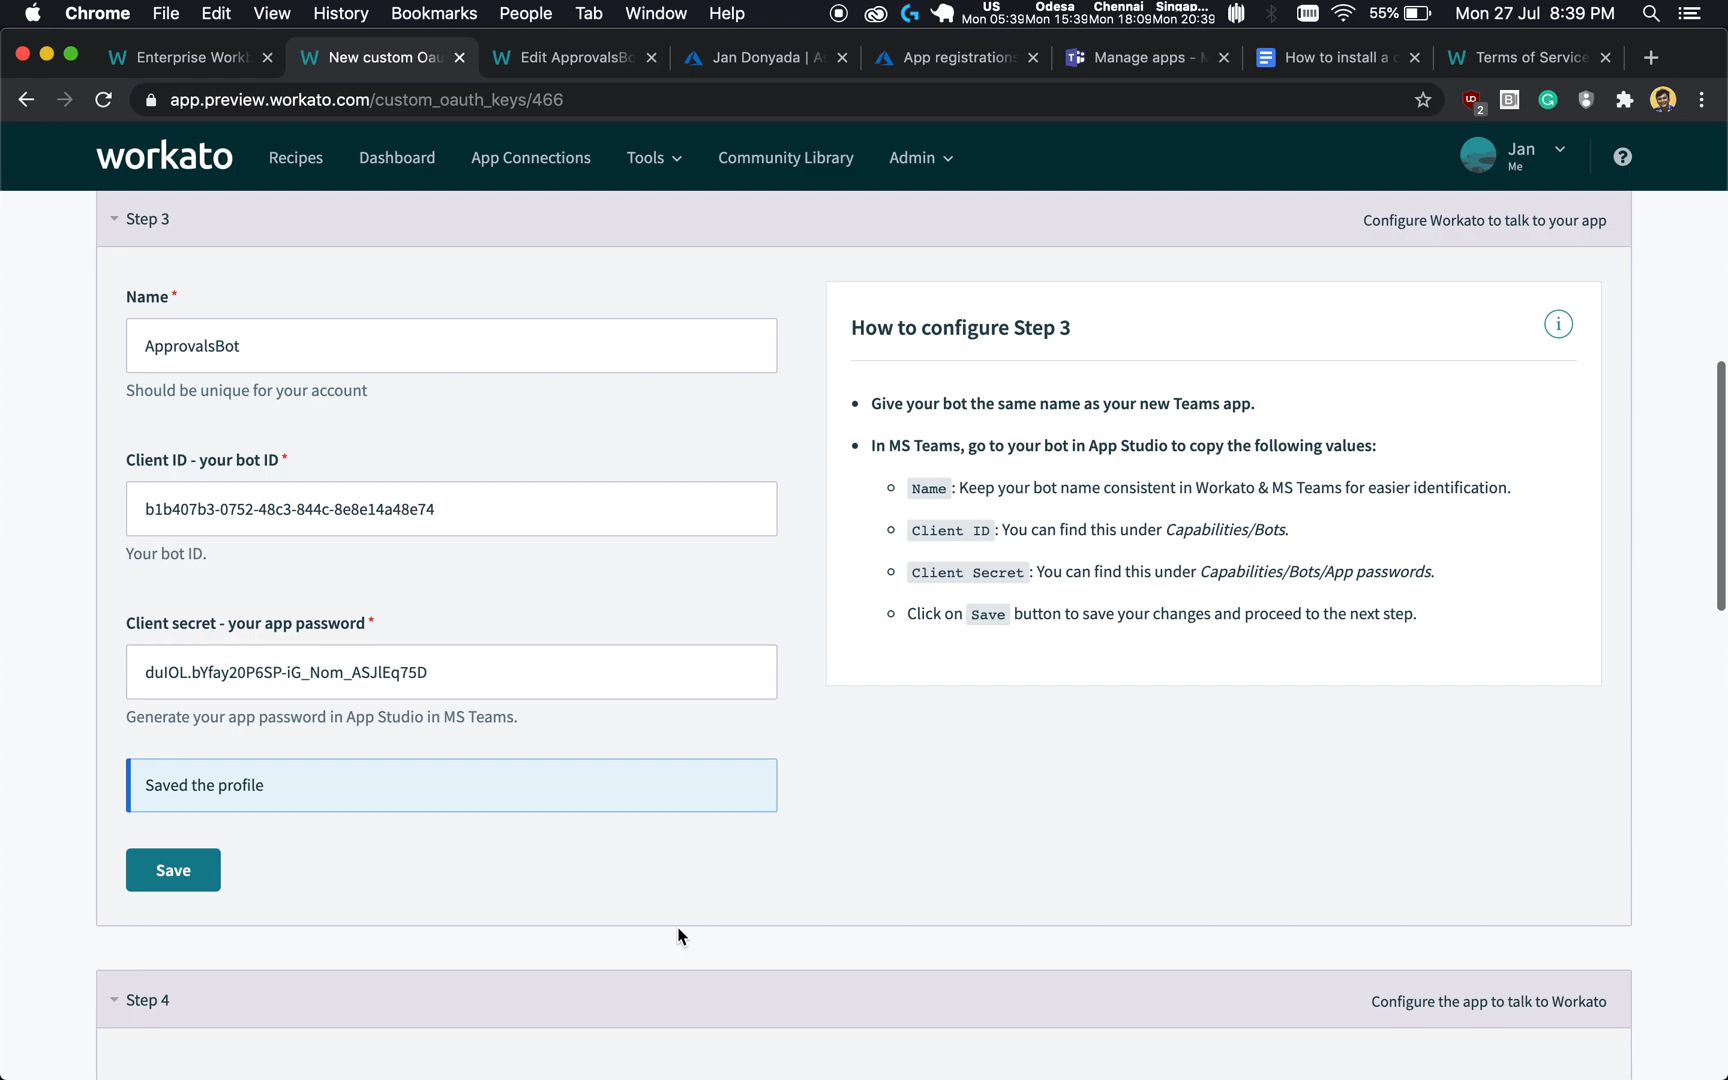 Chrome File Edit View History Bookmarks People Tab Window Help US Odesa Chennai Singap... 55% Mon 27 Jul 8:39 PM
Mon 05:39 Mon 15:39 Mon 18:09 Mon 20:39
Enterprise Workb New custom Oau Edit ApprovalsBo Jan Donyada | A App registrations Manage apps - How to install a c Terms of Service
app.preview.workato.com/custom_oauth_keys/466 2
workato Recipes Dashboard App Connections Tools Community Library Admin Jan
Me
Step 3 Configure Workato to talk to your app
Name *
ApprovalsBot
Should be unique for your account
Client ID - your bot ID *
b1b407b3-0752-48c3-844c-8e8e14a48e74
Your bot ID.
Client secret - your app password *
duIOL.bYfay20P6SP-iG_Nom_ASJlEq75D
Generate your app password in App Studio in MS Teams.
Saved the profile
Save
How to configure Step 3
• Give your bot the same name as your new Teams app.
• In MS Teams, go to your bot in App Studio to copy the following values:
Name : Keep your bot name consistent in Workato & MS Teams for easier identification.
Client ID : You can find this under Capabilities/Bots.
Client Secret : You can find this under Capabilities/Bots/App passwords.
Click on Save button to save your changes and proceed to the next step.
Step 4 Configure the app to talk to Workato